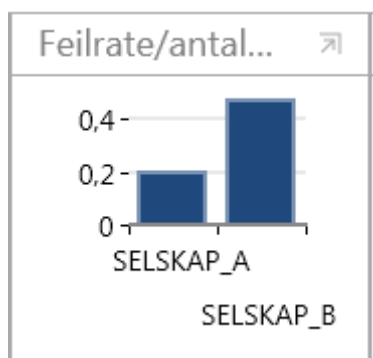 Feilrate/antal...
0,4
0,2
0
SELSKAP_A
SELSKAP_B